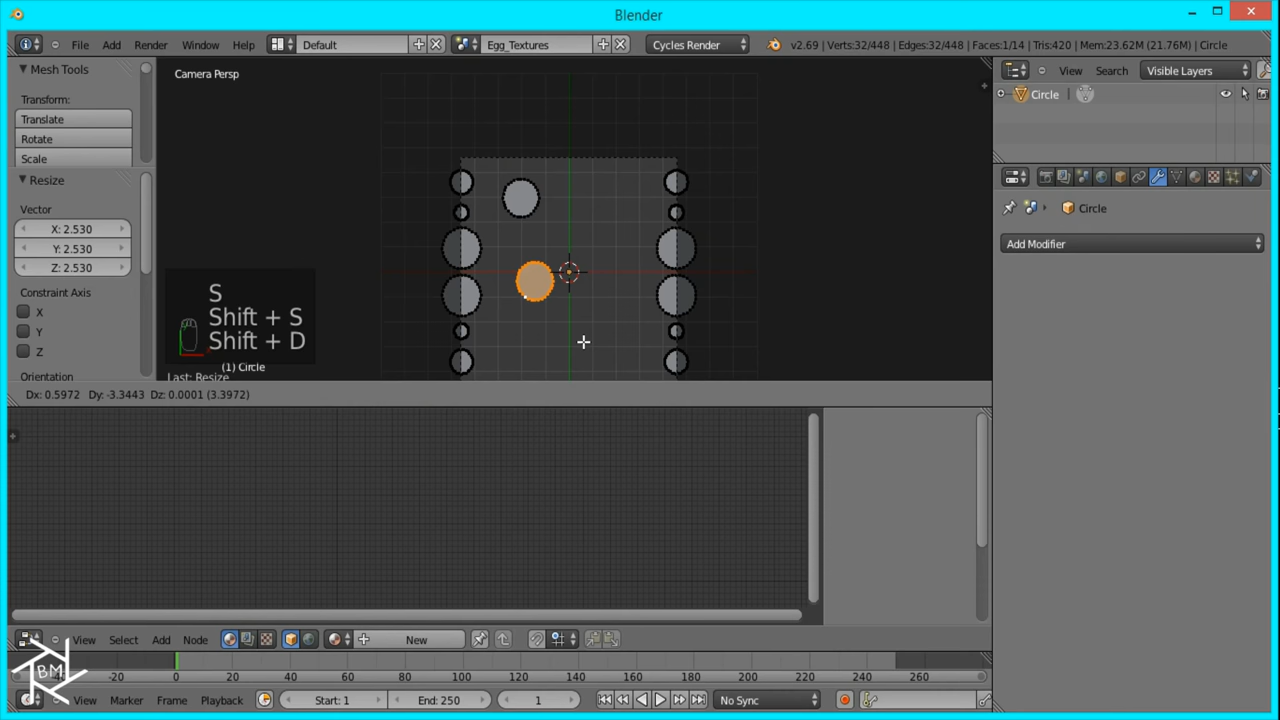 Blender
File Add Render Window Help Default Egg_Textures Cycles Render v2.69 | Verts:32/448 | Edges:32/448 | Faces:1/14 | Tris:420 | Mem:23.62M (21.76M) | Circle
Mesh Tools
Camera Persp
View Search Visible Layers
Transform:
Circle
Translate
Rotate
Scale
Resize
Vector
Circle
X: 2.530
Y: 2.530
Add Modifier
Z: 2.530
Constraint Axis
S
X
Shift + S
Y
Shift + D
Z
(1) Circle
Orientation
Last: Resize
Dx: 0.5972 Dy: -3.3443 Dz: 0.0001 (3.3972)
View Select Add Node New
BM
-20 0 20 40 60 80 100 120 140 160 180 200 220 240 260
View Marker Frame Playback Start: 1 End: 250 1 No Sync